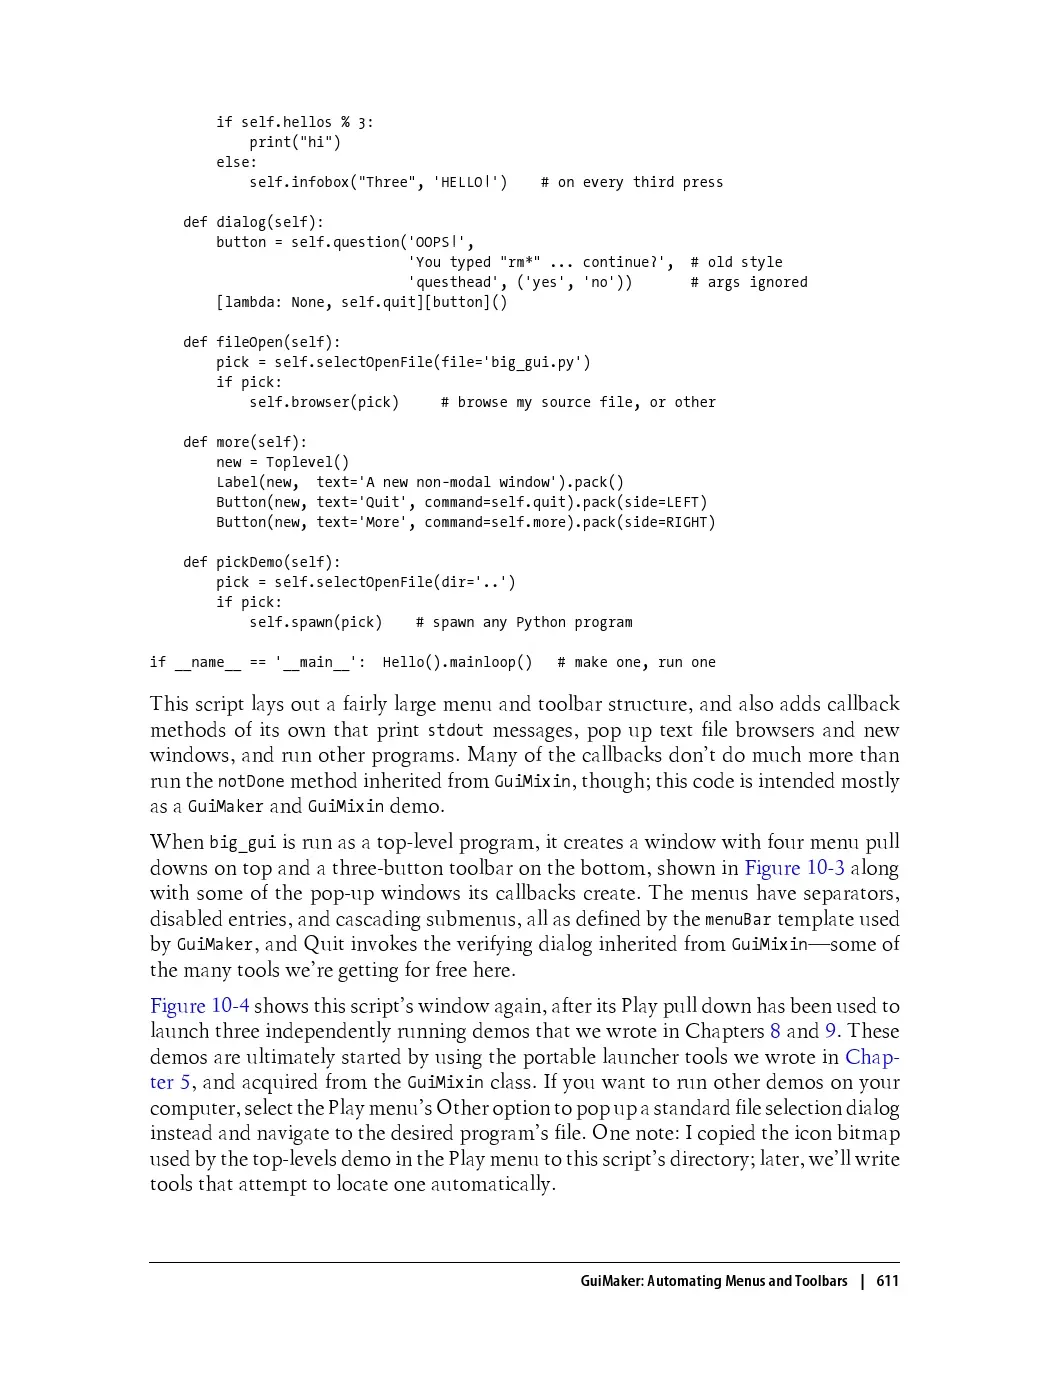 if self.hellos % 3:
print("hi")
else:
self.infobox("Three", 'HELLO!')    # on every third press
def dialog(self):
button = self.question('OOPS!',
'You typed "rm*" ... continue?',  # old style
'questhead', ('yes', 'no'))       # args ignored
[lambda: None, self.quit][button]()
def fileOpen(self):
pick = self.selectOpenFile(file='big_gui.py')
if pick:
self.browser(pick)     # browse my source file, or other
def more(self):
new = Toplevel()
Label(new,  text='A new non-modal window').pack()
Button(new, text='Quit', command=self.quit).pack(side=LEFT)
Button(new, text='More', command=self.more).pack(side=RIGHT)
def pickDemo(self):
pick = self.selectOpenFile(dir='..')
if pick:
self.spawn(pick)    # spawn any Python program
if __name__ == '__main__':  Hello().mainloop()   # make one, run one
This script lays out a fairly large menu and toolbar structure, and also adds callback
methods of its own that print stdout messages, pop up text file browsers and new
windows, and run other programs. Many of the callbacks don't do much more than
run the notDone method inherited from GuiMixin, though; this code is intended mostly
as a GuiMaker and GuiMixin demo.
When big_gui is run as a top-level program, it creates a window with four menu pull
downs on top and a three-button toolbar on the bottom, shown in Figure 10-3 along
with some of the pop-up windows its callbacks create. The menus have separators,
disabled entries, and cascading submenus, all as defined by the menuBar template used
by GuiMaker, and Quit invokes the verifying dialog inherited from GuiMixin—some of
the many tools we're getting for free here.
Figure 10-4 shows this script's window again, after its Play pull down has been used to
launch three independently running demos that we wrote in Chapters 8 and 9. These
demos are ultimately started by using the portable launcher tools we wrote in Chap-
ter 5, and acquired from the GuiMixin class. If you want to run other demos on your
computer, select the Play menu's Other option to pop up a standard file selection dialog
instead and navigate to the desired program's file. One note: I copied the icon bitmap
used by the top-levels demo in the Play menu to this script's directory; later, we'll write
tools that attempt to locate one automatically.
GuiMaker: Automating Menus and Toolbars | 611